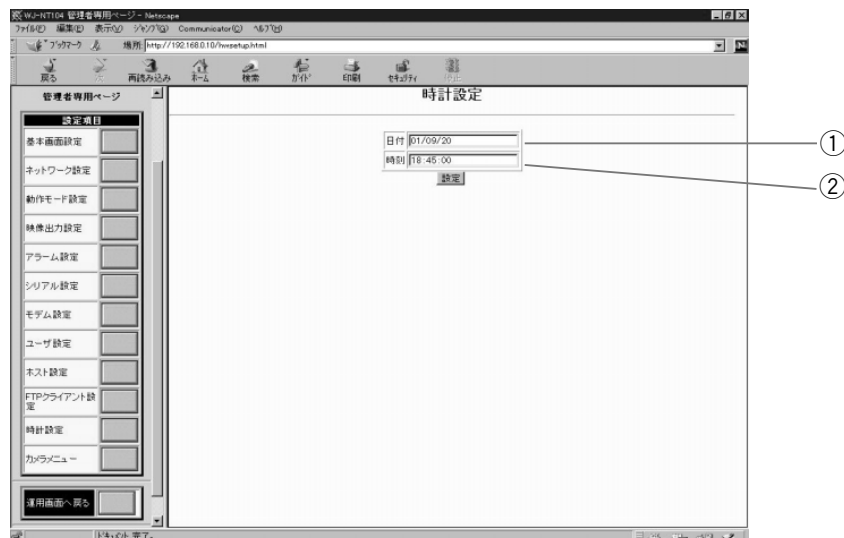 WJ-NT104 管理者専用ページ - Netscape
ファイル(F) 編集(E) 表示(V) ジャンプ(G) Communicator(C) ヘルプ(H)
ブックマーク 場所: http://192.168.0.10/hwsetup.html
戻る 次 再読み込み ホーム 検索 ガイド 印刷 セキュリティ 停止
管理者専用ページ
設定項目
基本画面設定
ネットワーク設定
動作モード設定
映像出力設定
アラーム設定
シリアル設定
モデム設定
ユーザ設定
ホスト設定
FTPクライアント設
定
時計設定
カメラメニュー
運用画面へ戻る
時計設定
日付 01/09/20
時刻 18:45:00
設定
①
②
ドキュメント: 完了。